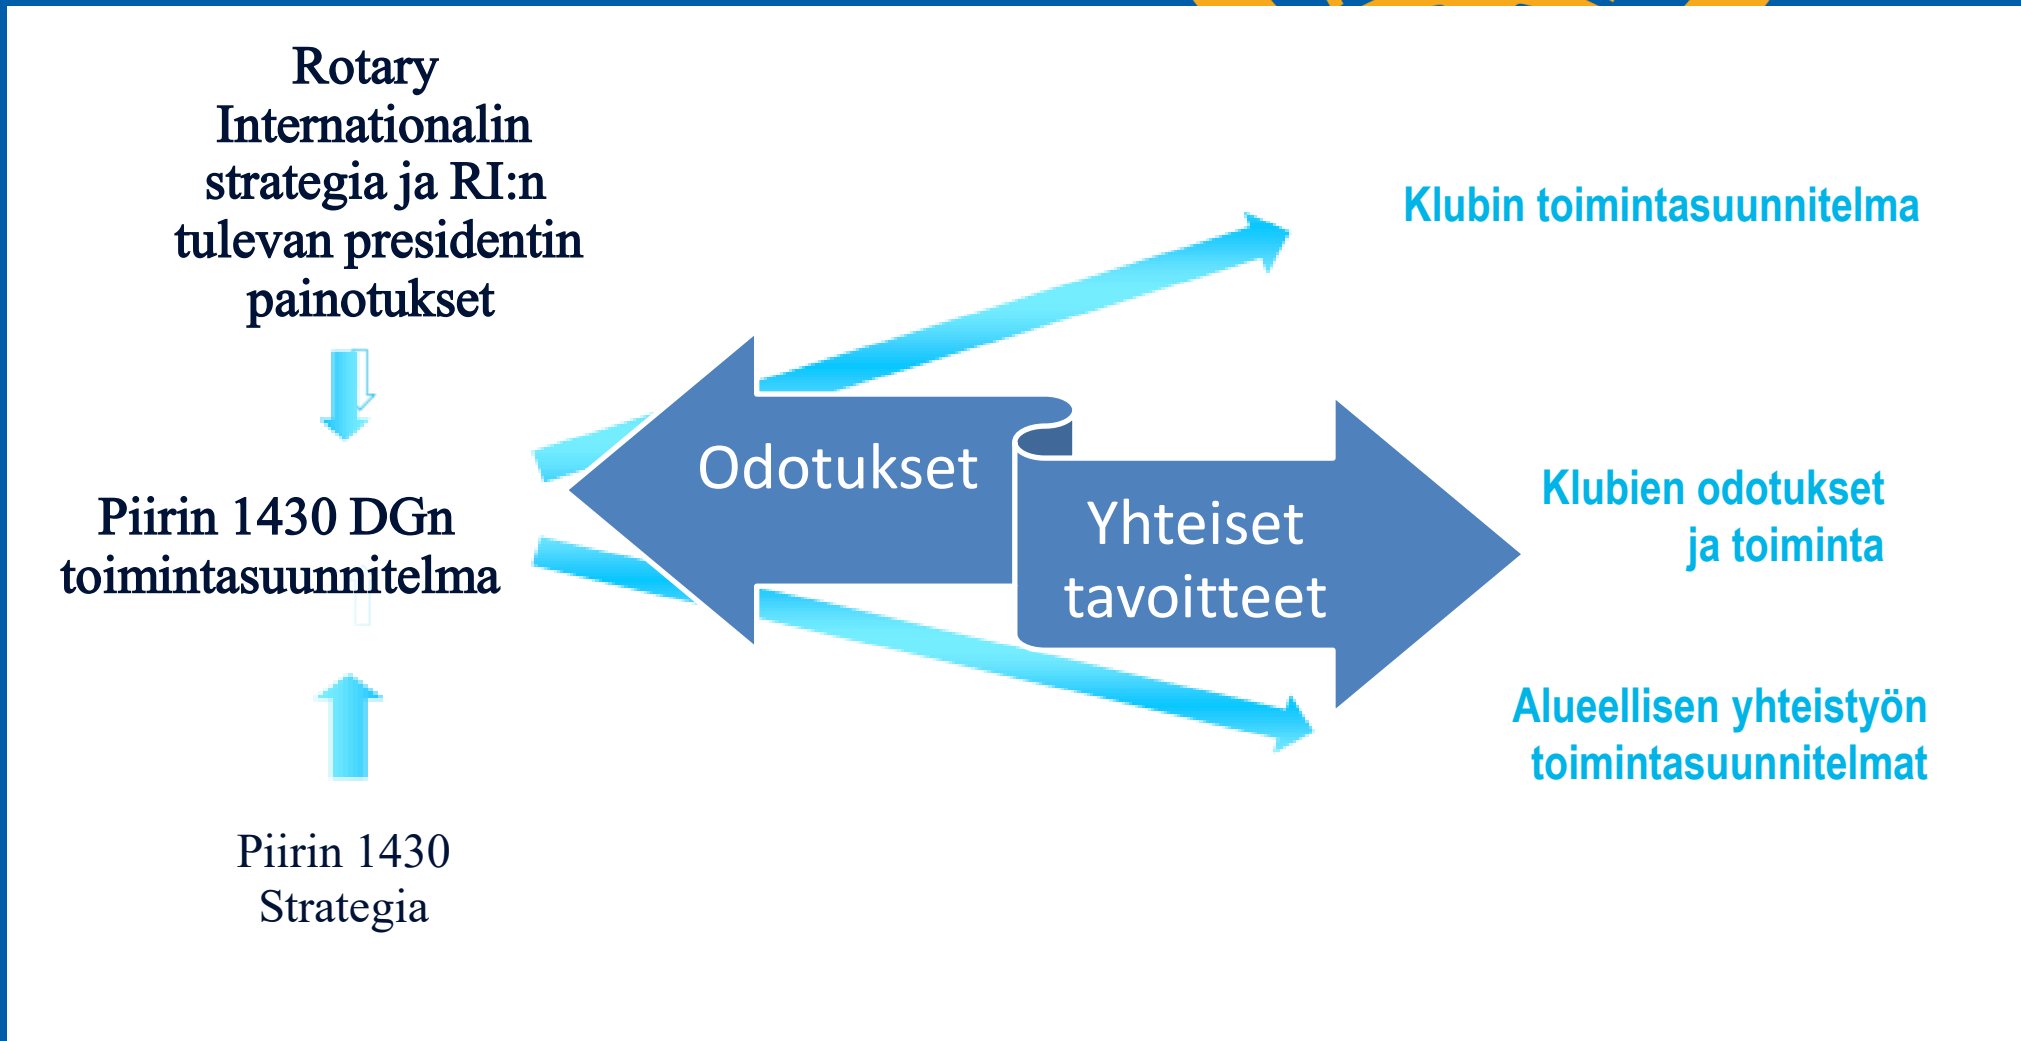 Rotary
Internationalin
strategia ja RI:n
tulevan presidentin
painotukset
Piirin 1430 DGn
toimintasuunnitelma
Piirin 1430
Strategia
Odotukset
Yhteiset
tavoitteet
Klubin toimintasuunnitelma
Klubien odotukset
ja toiminta
Alueellisen yhteistyön
toimintasuunnitelmat